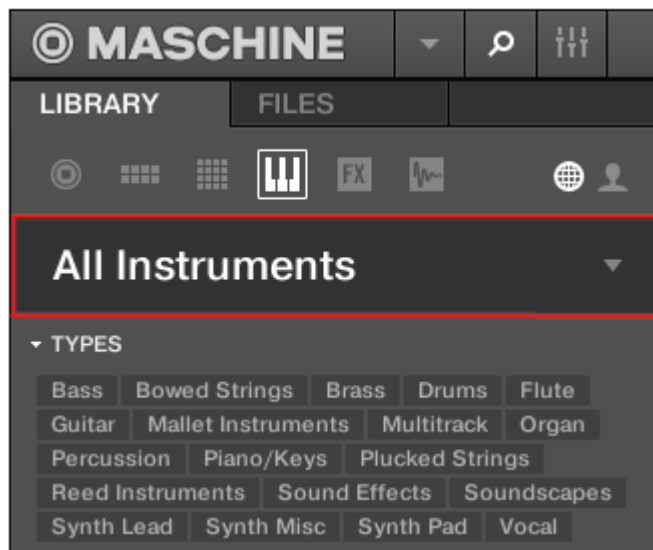 MASCHINE
LIBRARY FILES
FX
All Instruments
TYPES
Bass Bowed Strings Brass Drums Flute
Guitar Mallet Instruments Multitrack Organ
Percussion Piano/Keys Plucked Strings
Reed Instruments Sound Effects Soundscapes
Synth Lead Synth Misc Synth Pad Vocal